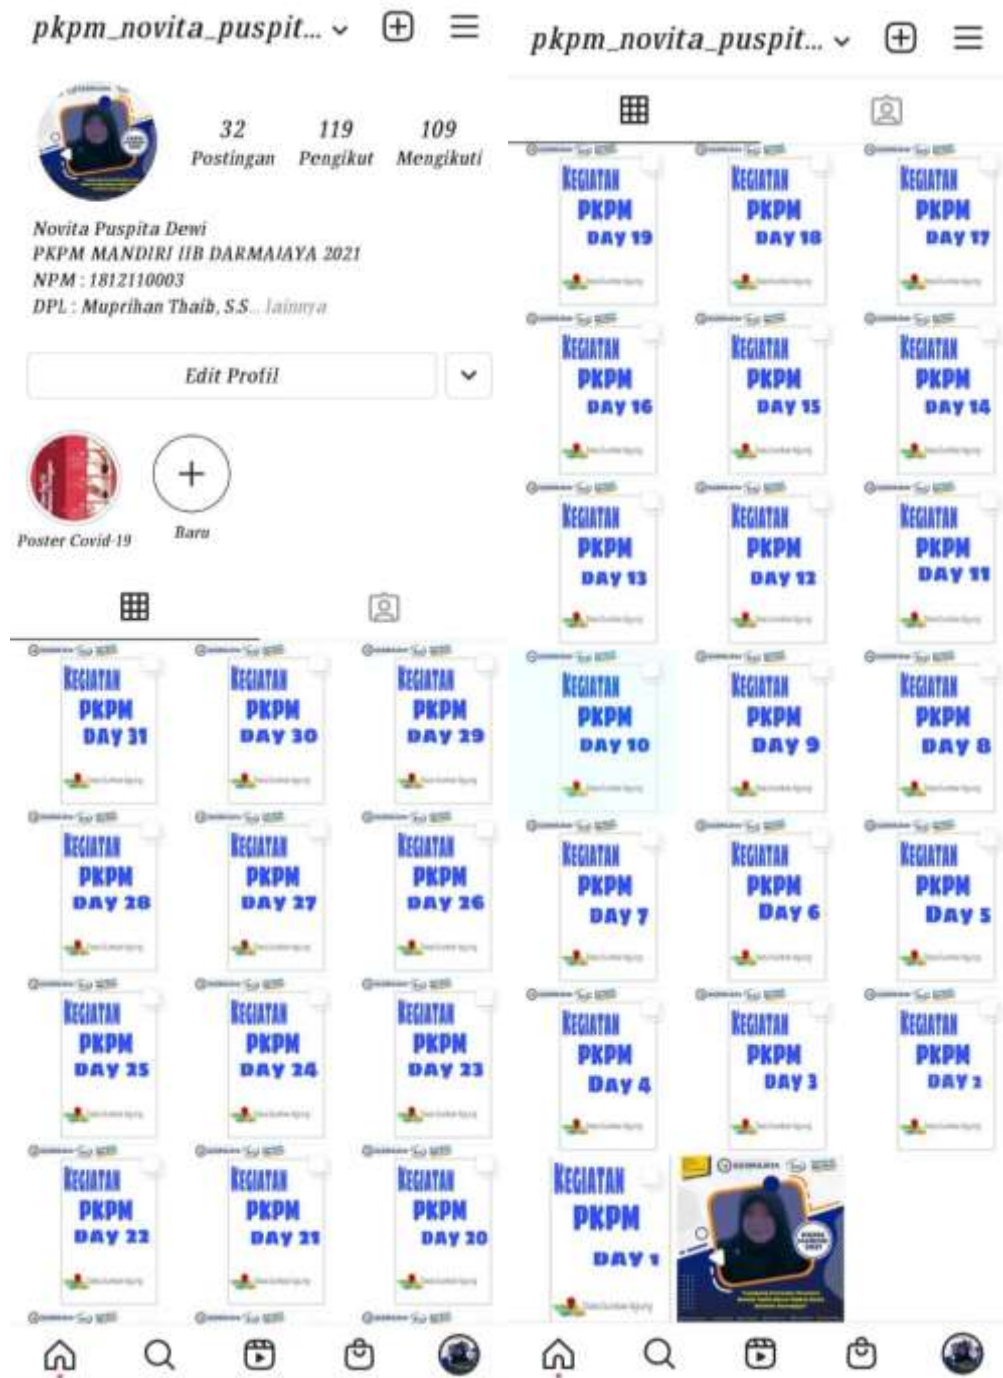 pkpm_novita_puspit...
32 119 109
Postingan Pengikut Mengikuti
Novita Puspita Dewi
PKPM MANDIRI IIB DARMAJAYA 2021
NPM : 1812110003
DPL : Muprihan Thaib, S.S... lainnya
Edit Profil
Poster Covid-19
Baru
KEGIATAN
PKPM
DAY 31
KEGIATAN
PKPM
DAY 30
KEGIATAN
PKPM
DAY 29
KEGIATAN
PKPM
DAY 28
KEGIATAN
PKPM
DAY 27
KEGIATAN
PKPM
DAY 26
KEGIATAN
PKPM
DAY 25
KEGIATAN
PKPM
DAY 24
KEGIATAN
PKPM
DAY 23
KEGIATAN
PKPM
DAY 22
KEGIATAN
PKPM
DAY 21
KEGIATAN
PKPM
DAY 20
pkpm_novita_puspit...
KEGIATAN
PKPM
DAY 19
KEGIATAN
PKPM
DAY 18
KEGIATAN
PKPM
DAY 17
KEGIATAN
PKPM
DAY 16
KEGIATAN
PKPM
DAY 15
KEGIATAN
PKPM
DAY 14
KEGIATAN
PKPM
DAY 13
KEGIATAN
PKPM
DAY 12
KEGIATAN
PKPM
DAY 11
KEGIATAN
PKPM
DAY 10
KEGIATAN
PKPM
DAY 9
KEGIATAN
PKPM
DAY 8
KEGIATAN
PKPM
DAY 7
KEGIATAN
PKPM
DAY 6
KEGIATAN
PKPM
DAY 5
KEGIATAN
PKPM
DAY 4
KEGIATAN
PKPM
DAY 3
KEGIATAN
PKPM
DAY 2
KEGIATAN
PKPM
DAY 1
Desa Sumber Agung
DARMAJAYA